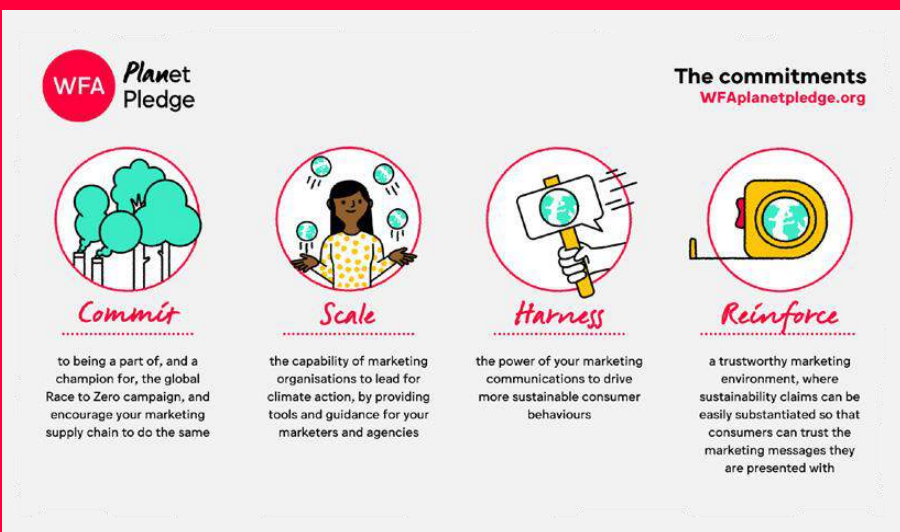 WFA
Planet
Pledge
The commitments
WFAplanetpledge.org
Commit
to being a part of, and a
champion for, the global
Race to Zero campaign, and
encourage your marketing
supply chain to do the same
Scale
the capability of marketing
organisations to lead for
climate action, by providing
tools and guidance for your
marketers and agencies
Harness
the power of your marketing
communications to drive
more sustainable consumer
behaviours
Reinforce
a trustworthy marketing
environment, where
sustainability claims can be
easily substantiated so that
consumers can trust the
marketing messages they
are presented with